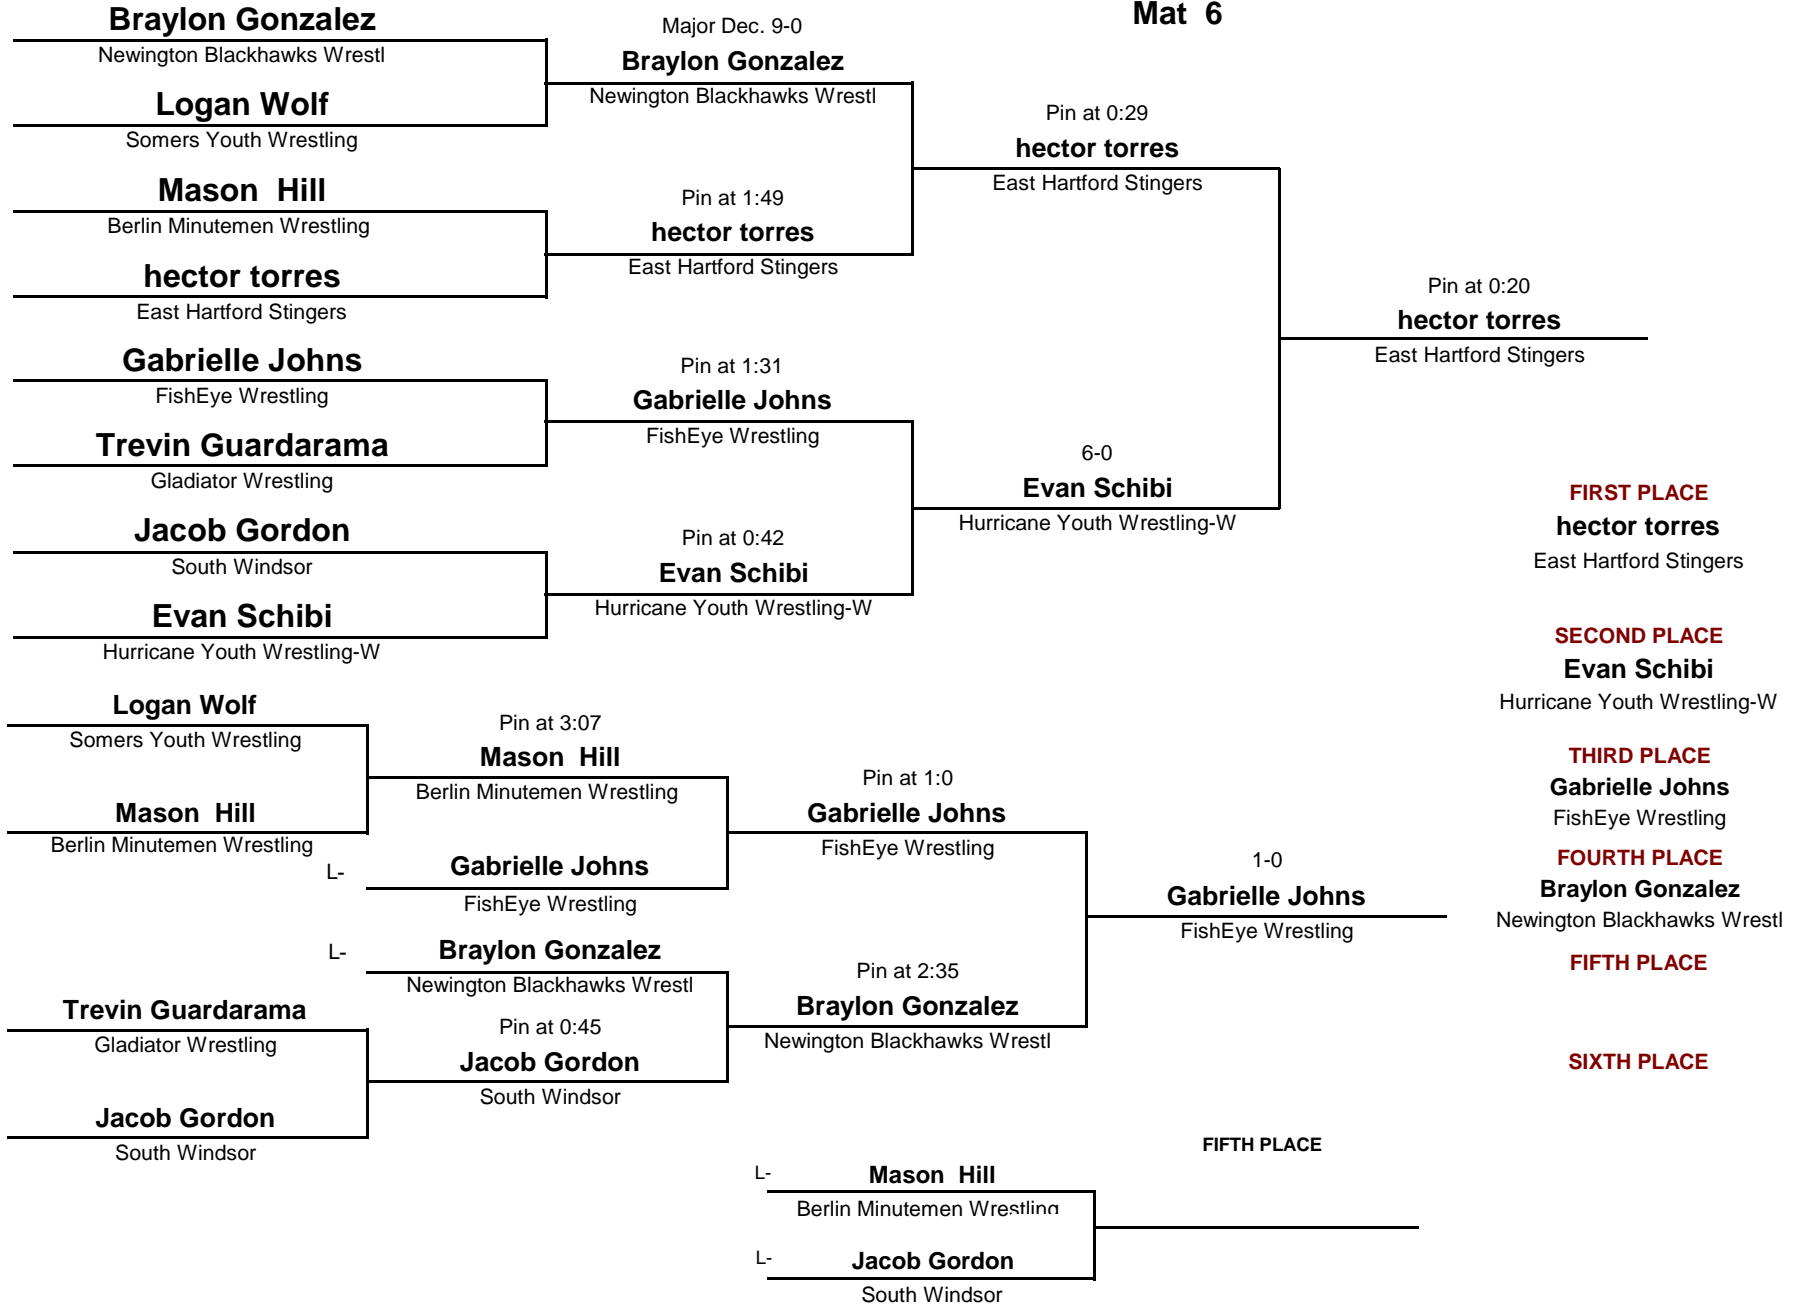 Mat 6
Braylon Gonzalez
Newington Blackhawks Wrestl
Logan Wolf
Somers Youth Wrestling
Mason Hill
Berlin Minutemen Wrestling
hector torres
East Hartford Stingers
Gabrielle Johns
FishEye Wrestling
Trevin Guardarama
Gladiator Wrestling
Jacob Gordon
South Windsor
Evan Schibi
Hurricane Youth Wrestling-W
Major Dec. 9-0
Braylon Gonzalez
Newington Blackhawks Wrestl
Pin at 1:49
hector torres
East Hartford Stingers
Pin at 1:31
Gabrielle Johns
FishEye Wrestling
Pin at 0:42
Evan Schibi
Hurricane Youth Wrestling-W
Pin at 0:29
hector torres
East Hartford Stingers
6-0
Evan Schibi
Hurricane Youth Wrestling-W
Pin at 0:20
hector torres
East Hartford Stingers
FIRST PLACE
hector torres
East Hartford Stingers
SECOND PLACE
Evan Schibi
Hurricane Youth Wrestling-W
THIRD PLACE
Gabrielle Johns
FishEye Wrestling
FOURTH PLACE
Braylon Gonzalez
Newington Blackhawks Wrestl
FIFTH PLACE
SIXTH PLACE
Logan Wolf
Somers Youth Wrestling
Mason Hill
Berlin Minutemen Wrestling
Trevin Guardarama
Gladiator Wrestling
Jacob Gordon
South Windsor
Pin at 3:07
Mason Hill
Berlin Minutemen Wrestling
L-
Gabrielle Johns
FishEye Wrestling
L-
Braylon Gonzalez
Newington Blackhawks Wrestl
Pin at 0:45
Jacob Gordon
South Windsor
Pin at 1:0
Gabrielle Johns
FishEye Wrestling
Pin at 2:35
Braylon Gonzalez
Newington Blackhawks Wrestl
1-0
Gabrielle Johns
FishEye Wrestling
FIFTH PLACE
L-
Mason Hill
Berlin Minutemen Wrestling
L-
Jacob Gordon
South Windsor